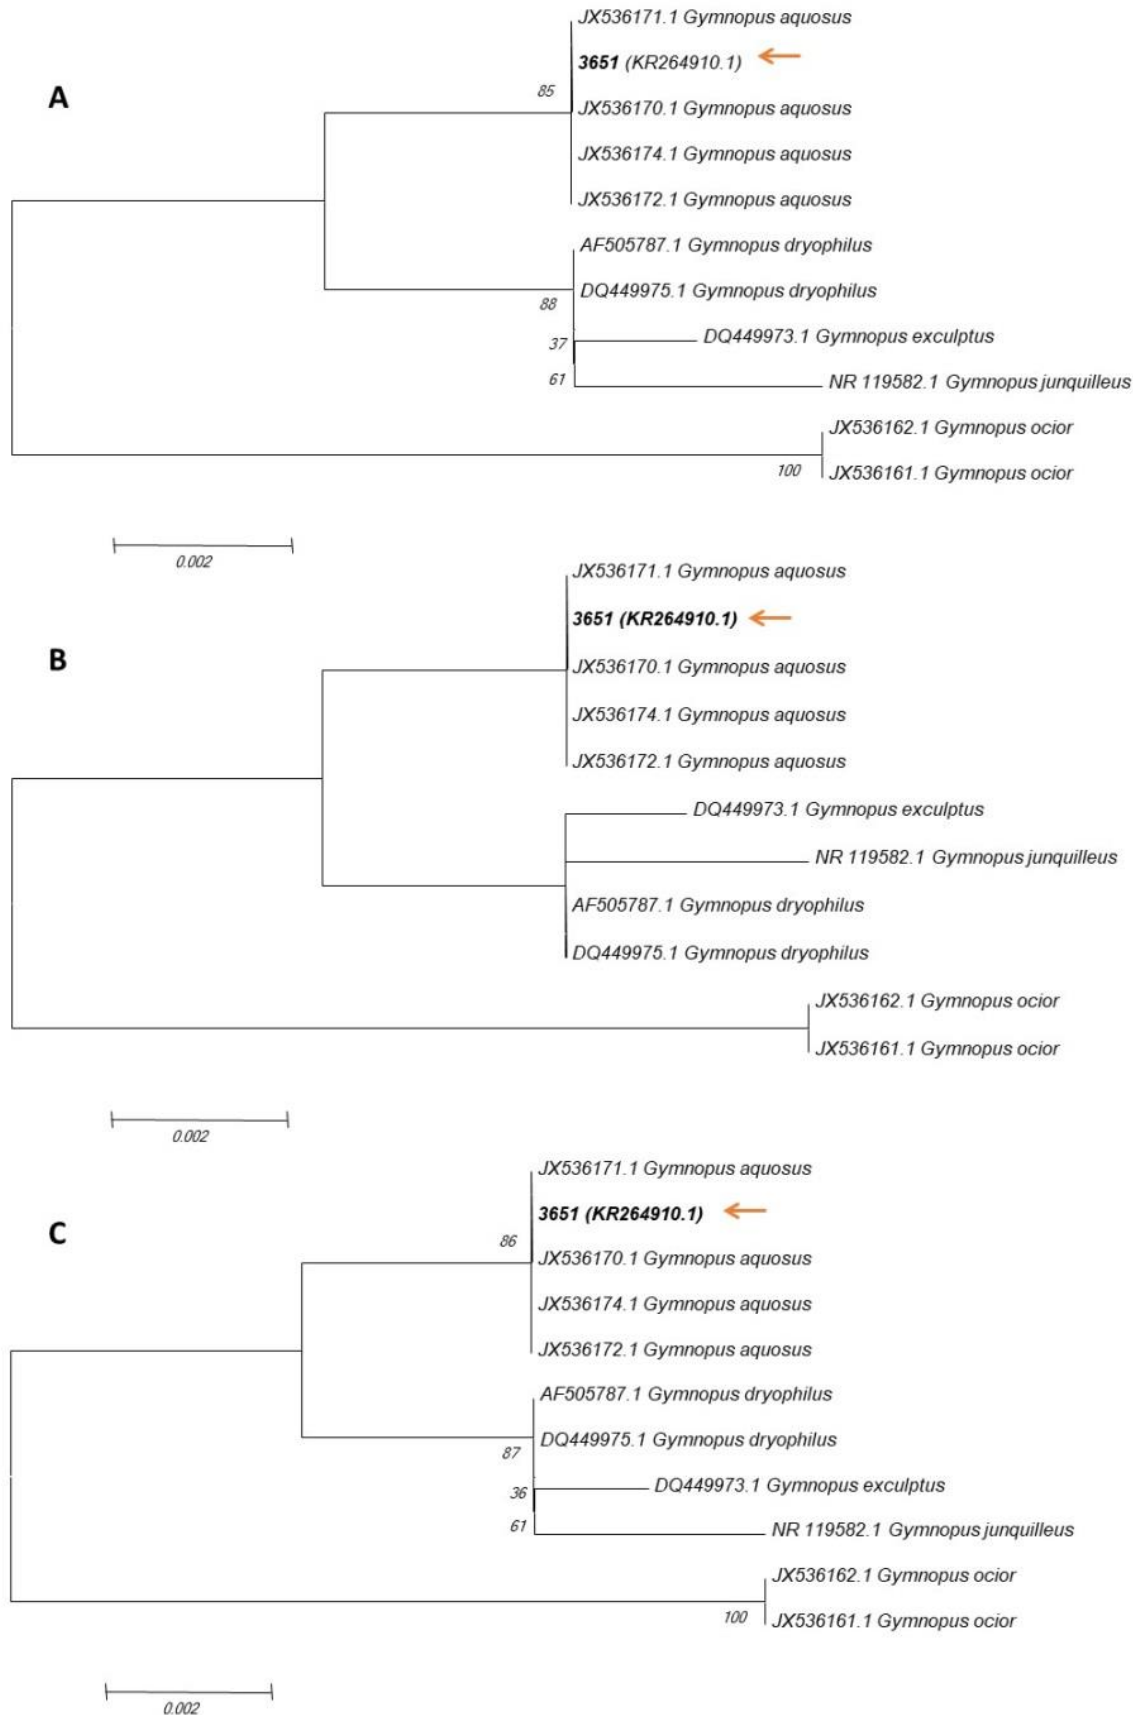 JX536171.1 Gymnopus aquosus
3651 (KR264910.1)
A
85
JX536170.1 Gymnopus aquosus
JX536174.1 Gymnopus aquosus
JX536172.1 Gymnopus aquosus
AF505787.1 Gymnopus dryophilus
DQ449975.1 Gymnopus dryophilus
88
DQ449973.1 Gymnopus exculptus
37
NR 119582.1 Gymnopus junquilleus
61
JX536162.1 Gymnopus ocior
JX536161.1 Gymnopus ocior
100
0.002
JX536171.1 Gymnopus aquosus
3651 (KR264910.1)
B
JX536170.1 Gymnopus aquosus
JX536174.1 Gymnopus aquosus
JX536172.1 Gymnopus aquosus
DQ449973.1 Gymnopus exculptus
NR 119582.1 Gymnopus junquilleus
AF505787.1 Gymnopus dryophilus
DQ449975.1 Gymnopus dryophilus
JX536162.1 Gymnopus ocior
JX536161.1 Gymnopus ocior
0.002
JX536171.1 Gymnopus aquosus
3651 (KR264910.1)
C
86
JX536170.1 Gymnopus aquosus
JX536174.1 Gymnopus aquosus
JX536172.1 Gymnopus aquosus
AF505787.1 Gymnopus dryophilus
DQ449975.1 Gymnopus dryophilus
87
DQ449973.1 Gymnopus exculptus
36
NR 119582.1 Gymnopus junquilleus
61
JX536162.1 Gymnopus ocior
JX536161.1 Gymnopus ocior
100
0.002